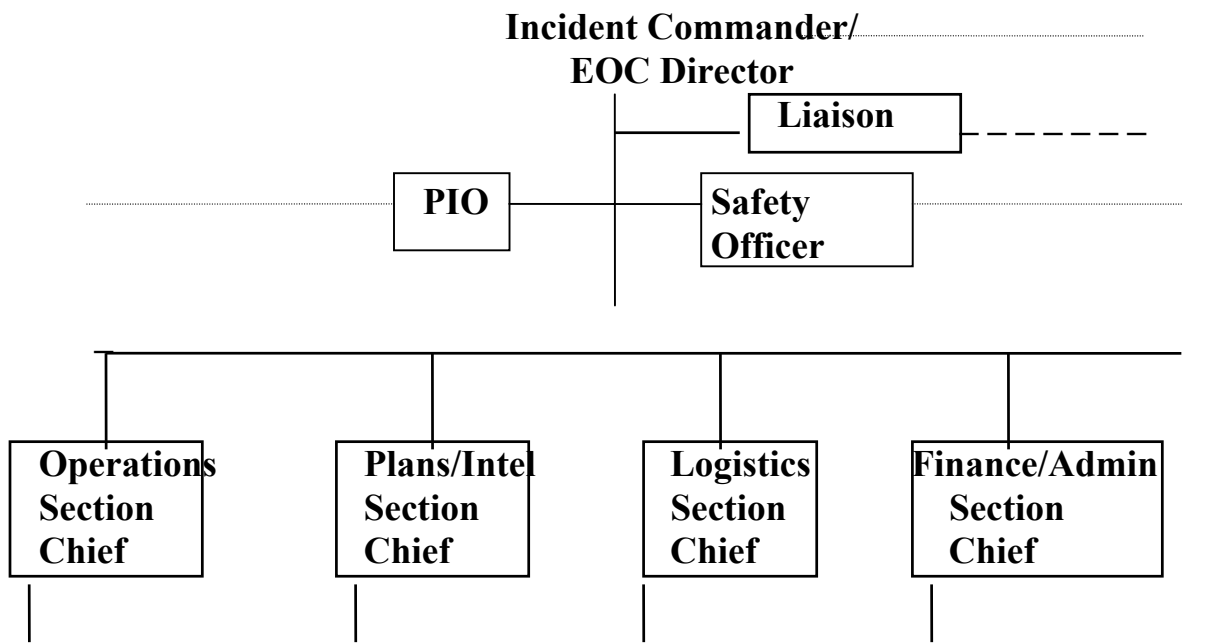 Incident Commander/
EOC Director
Liaison
PIO
Safety
Officer
Operations
Section
Chief
Plans/Intel
Section
Chief
Logistics
Section
Chief
Finance/Admin
Section
Chief